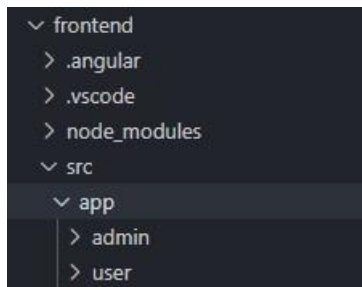 frontend
.angular
.vscode
node_modules
src
app
admin
user